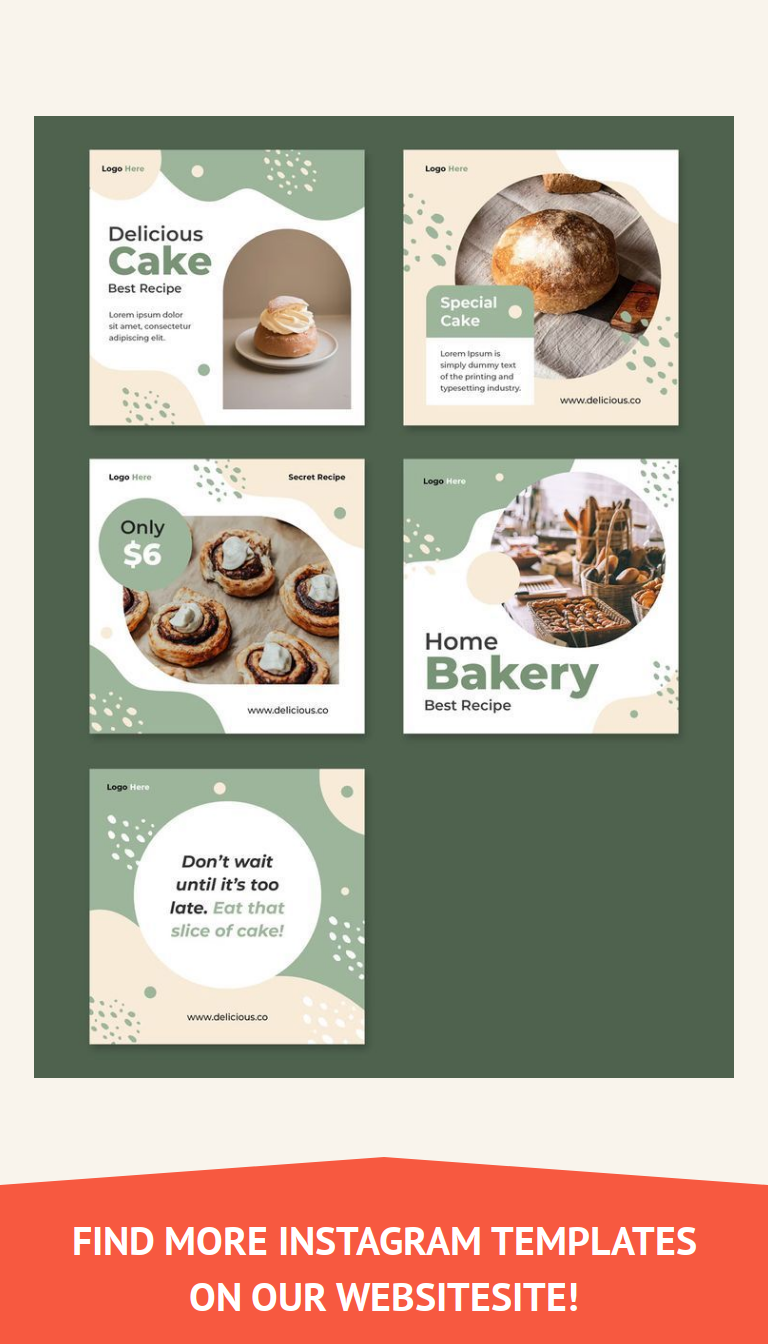 Logo Here
Delicious
Cake
Best Recipe
Lorem ipsum dolor
sit amet, consectetur
adipiscing elit.
Logo Here
Special
Cake
Lorem Ipsum is
simply dummy text
of the printing and
typesetting industry.
www.delicious.co
Logo Here
Secret Recipe
Only
$6
www.delicious.co
Logo Here
Home
Bakery
Best Recipe
Logo Here
Don't wait
until it's too
late. Eat that
slice of cake!
www.delicious.co
FIND MORE INSTAGRAM TEMPLATES
ON OUR WEBSITESITE!